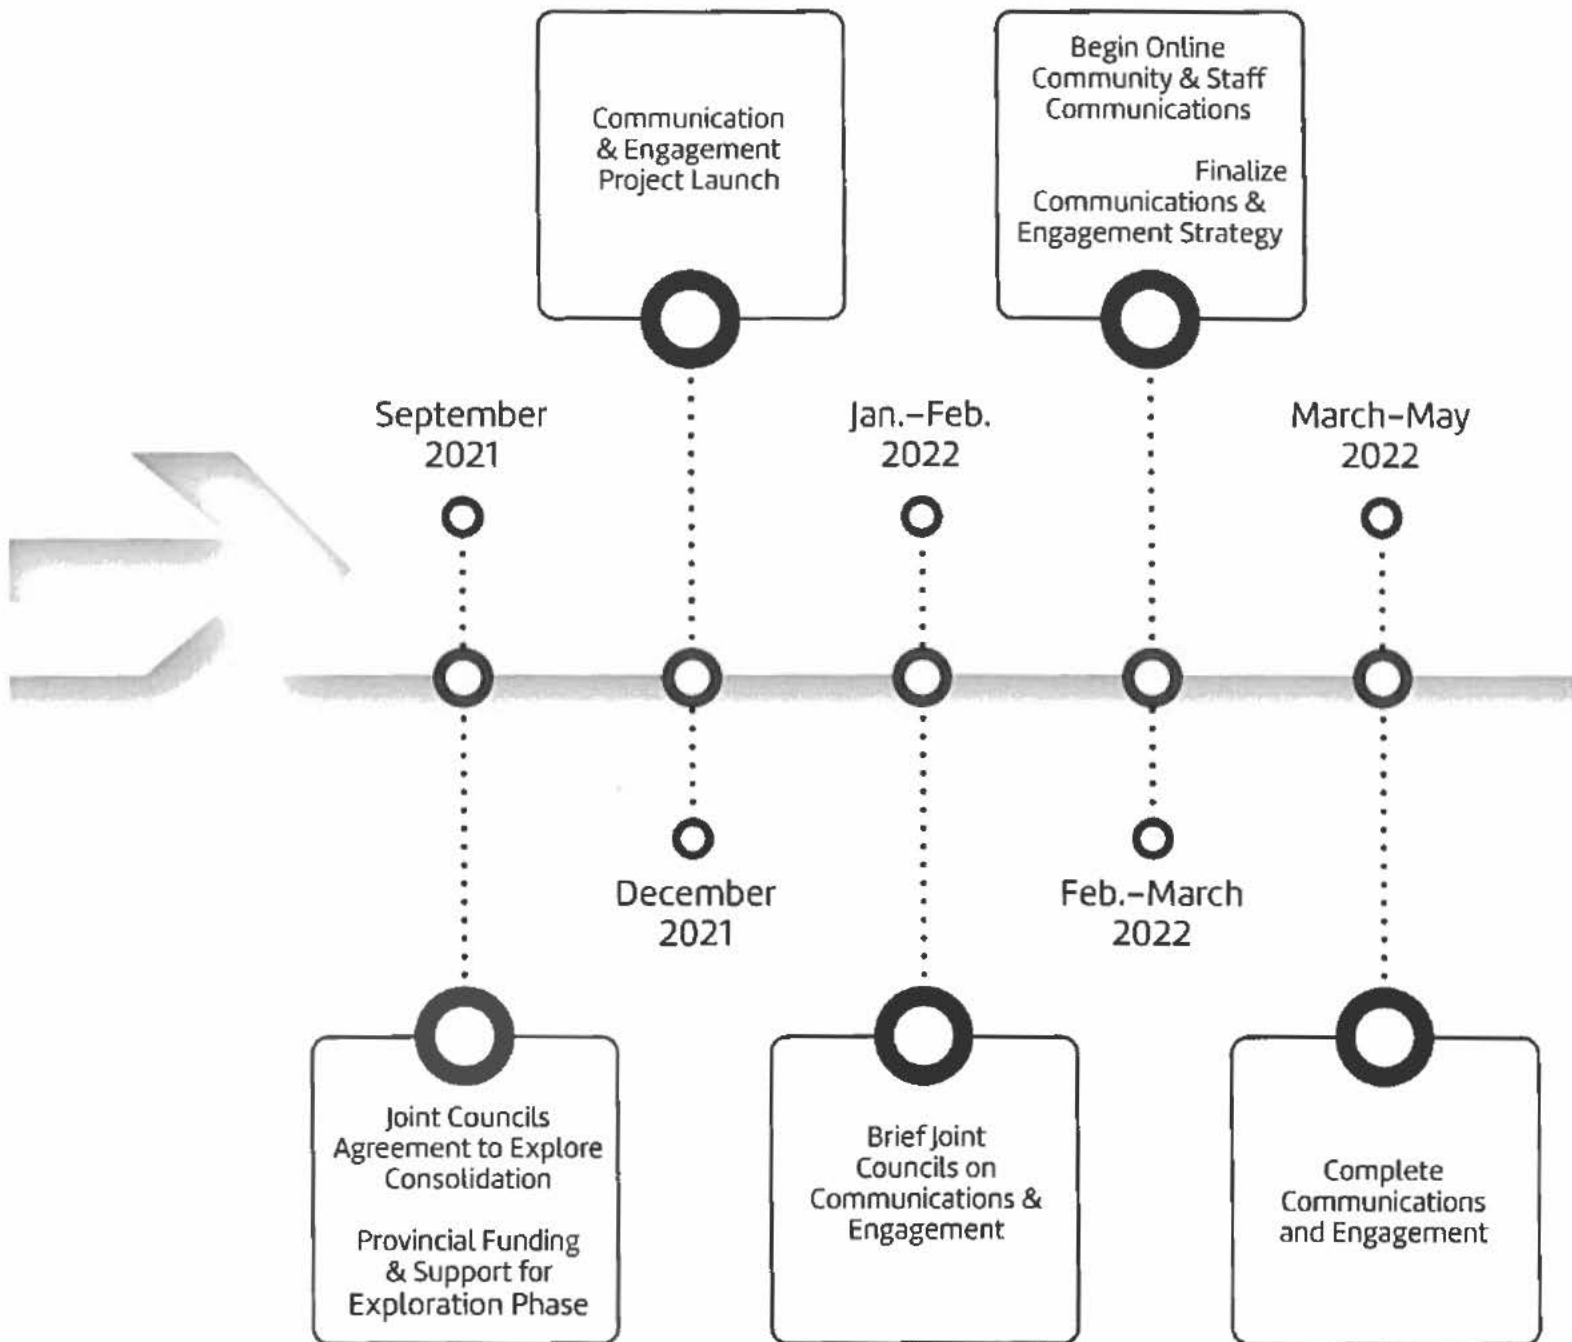 Communication
& Engagement
Project Launch
Begin Online
Community & Staff
Communications
Finalize
Communications &
Engagement Strategy
September
2021
Jan.–Feb.
2022
March–May
2022
December
2021
Feb.–March
2022
Joint Councils
Agreement to Explore
Consolidation
Provincial Funding
& Support for
Exploration Phase
Brief Joint
Councils on
Communications &
Engagement
Complete
Communications
and Engagement